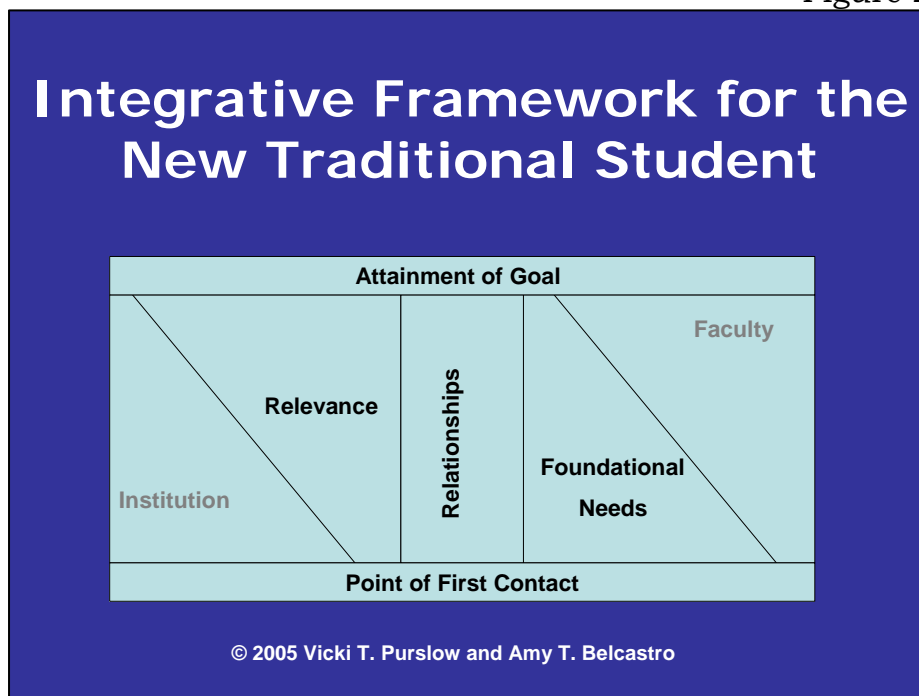 Figure
Integrative Framework for the
New Traditional Student
Attainment of Goal
Faculty
Relevance
Relationships
Foundational
Needs
Institution
Point of First Contact
© 2005 Vicki T. Purslow and Amy T. Belcastro